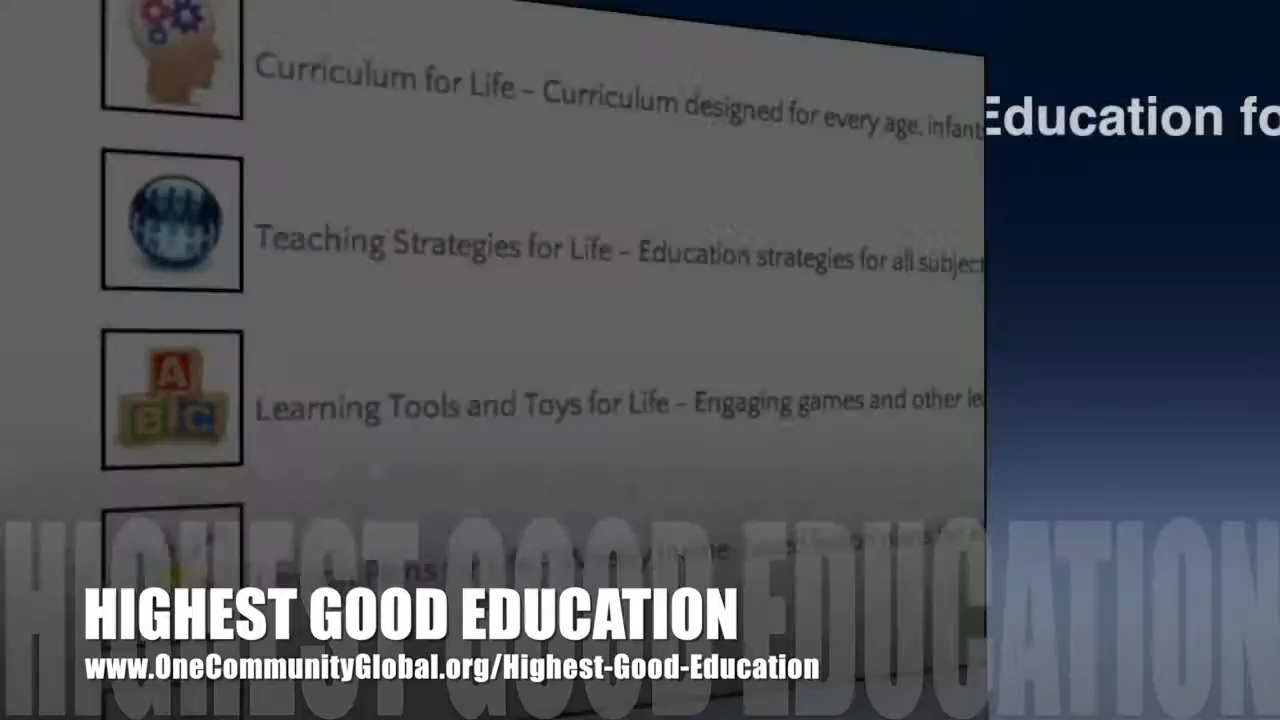 Curriculum for Life – Curriculum designed for every age, infant
Education fo
Teaching Strategies for Life – Education strategies for all subject
A
B C
Learning Tools and Toys for Life – Engaging games and other le
HIGHEST GOOD EDUCATION
HIGHEST GOOD EDUCATION
www.OneCommunityGlobal.org/Highest-Good-Education